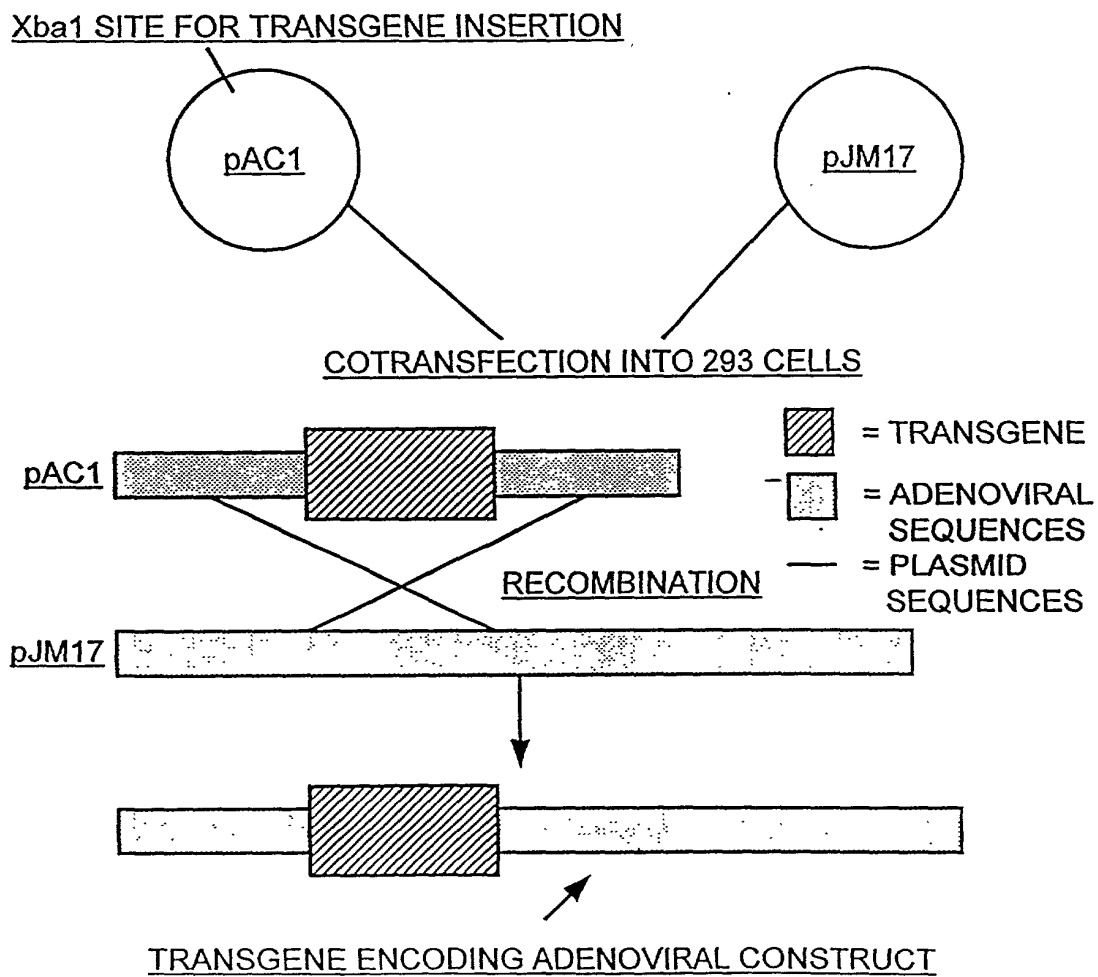 Xba1 SITE FOR TRANSGENE INSERTION
pAC1
pJM17
COTRANSFECTION INTO 293 CELLS
= TRANSGENE
pAC1
= ADENOVIRAL
SEQUENCES
= PLASMID
SEQUENCES
RECOMBINATION
pJM17
TRANSGENE ENCODING ADENOVIRAL CONSTRUCT